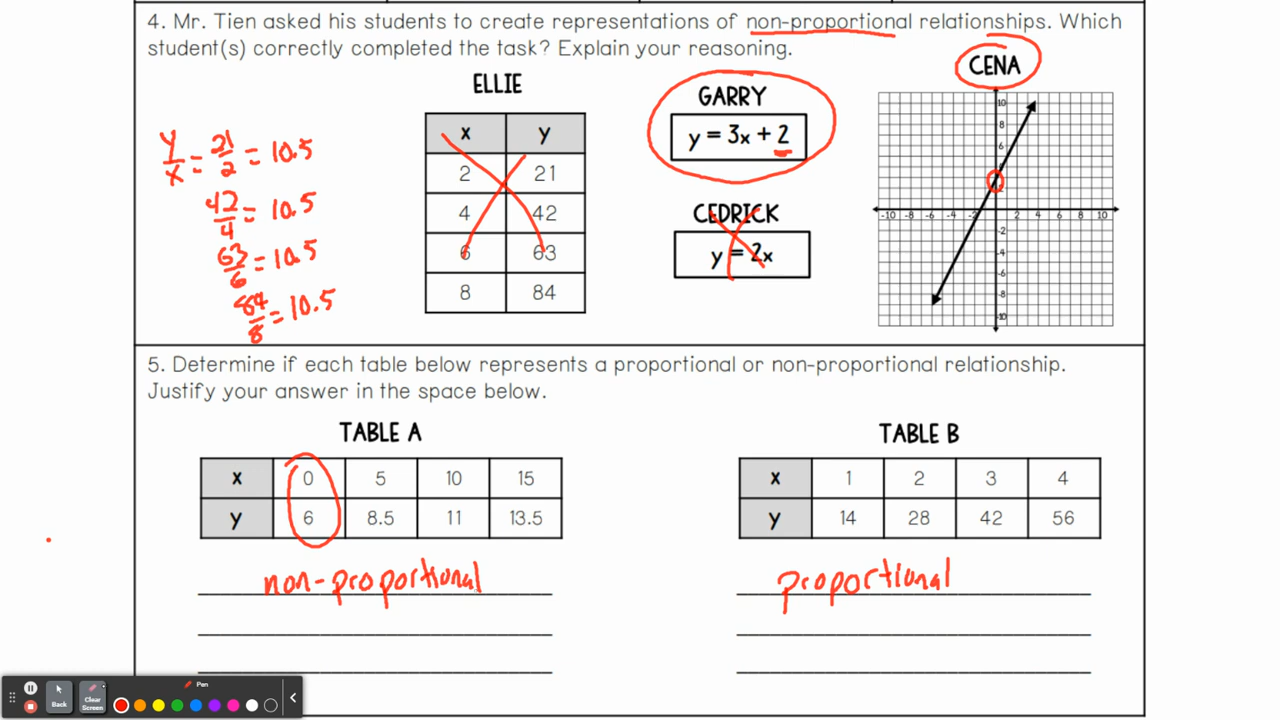 4. Mr. Tien asked his students to create representations of non-proportional relationships. Which
student(s) correctly completed the task? Explain your reasoning.
ELLIE
x y
2 21
4 42
6 63
8 84
y/x = 21/2 = 10.5
42/4 = 10.5
63/6 = 10.5
84/8 = 10.5
GARRY
y = 3x + 2
CEDRICK
y = 2x
CENA
10
8
6
4
2
-10 -8 -6 -4 -2 2 4 6 8 10
-2
-4
-6
-8
-10
5. Determine if each table below represents a proportional or non-proportional relationship.
Justify your answer in the space below.
TABLE A
x 0 5 10 15
y 6 8.5 11 13.5
non-proportional
TABLE B
x 1 2 3 4
y 14 28 42 56
proportional
Pen
Back
Clear
Screen